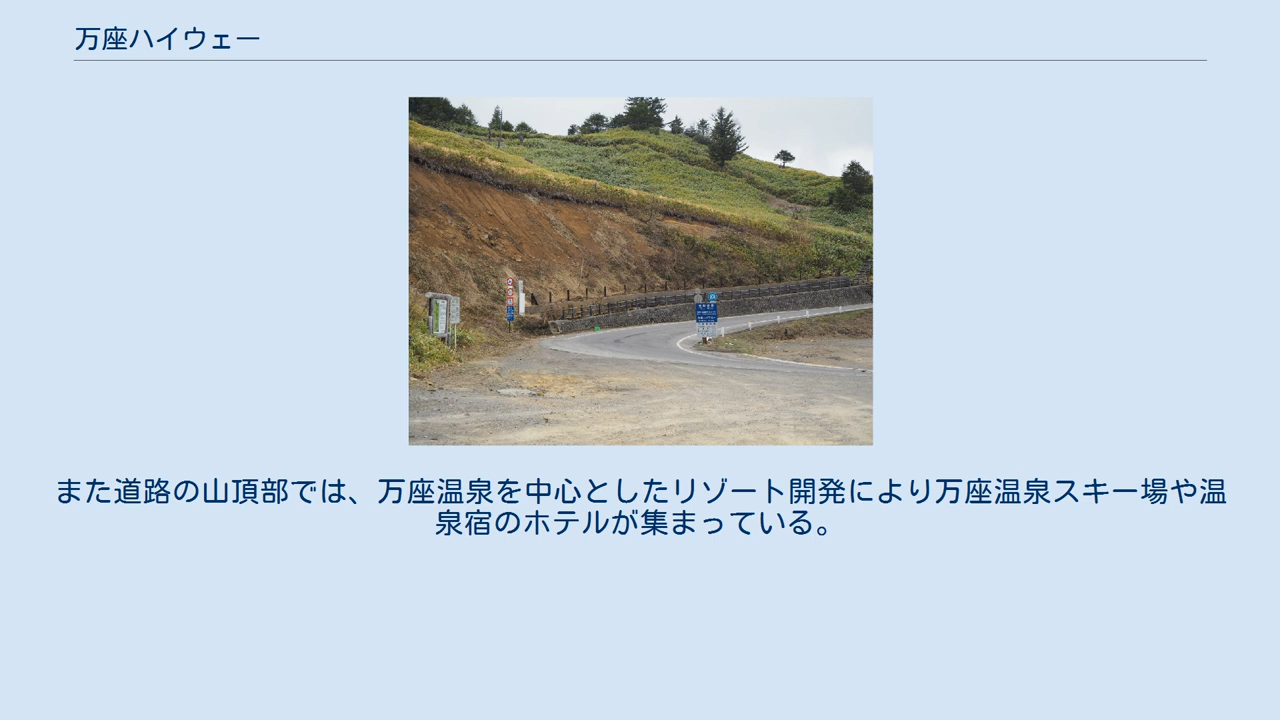 万座ハイウェー
また道路の山頂部では、万座温泉を中心としたリゾート開発により万座温泉スキー場や温
泉宿のホテルが集まっている。